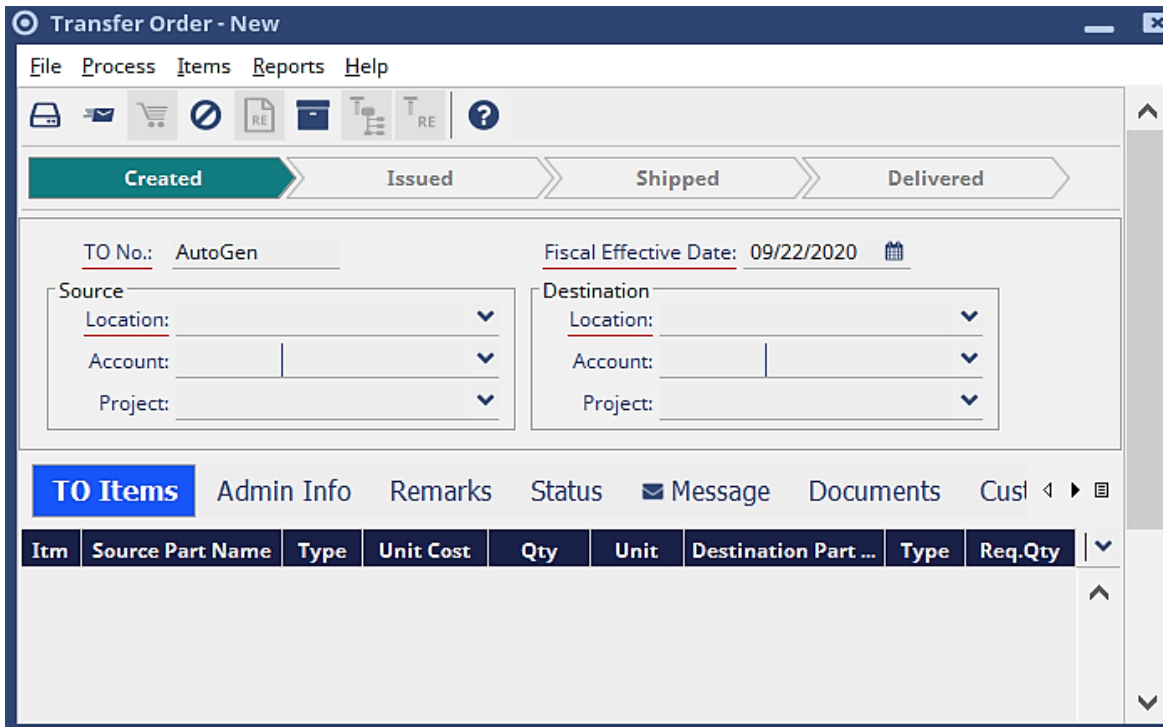 Transfer Order - New
File Process Items Reports Help
RE T T RE ?
Created Issued Shipped Delivered
TO No.: AutoGen Fiscal Effective Date: 09/22/2020
Source Destination
Location: Location:
Account: Account:
Project: Project:
TO Items Admin Info Remarks Status Message Documents Cust
Itm Source Part Name Type Unit Cost Qty Unit Destination Part ... Type Req.Qty